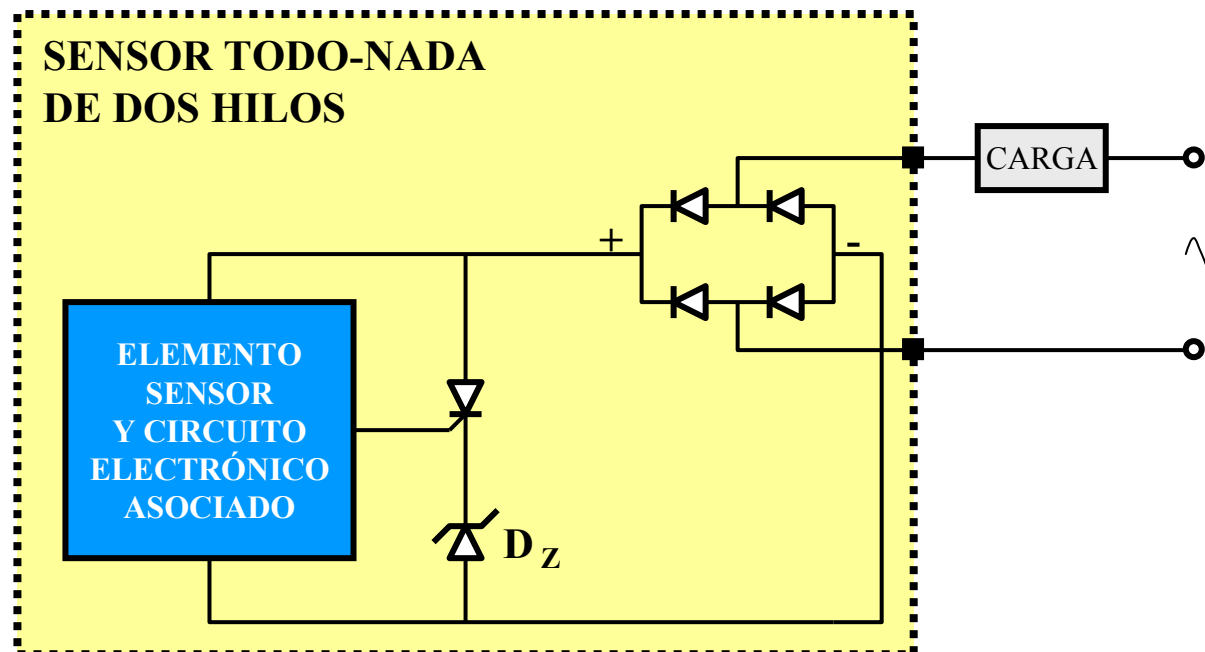 SENSOR TODO-NADA
DE DOS HILOS
CARGA
+
-
ELEMENTO
SENSOR
Y CIRCUITO
ELECTRÓNICO
ASOCIADO
D Z